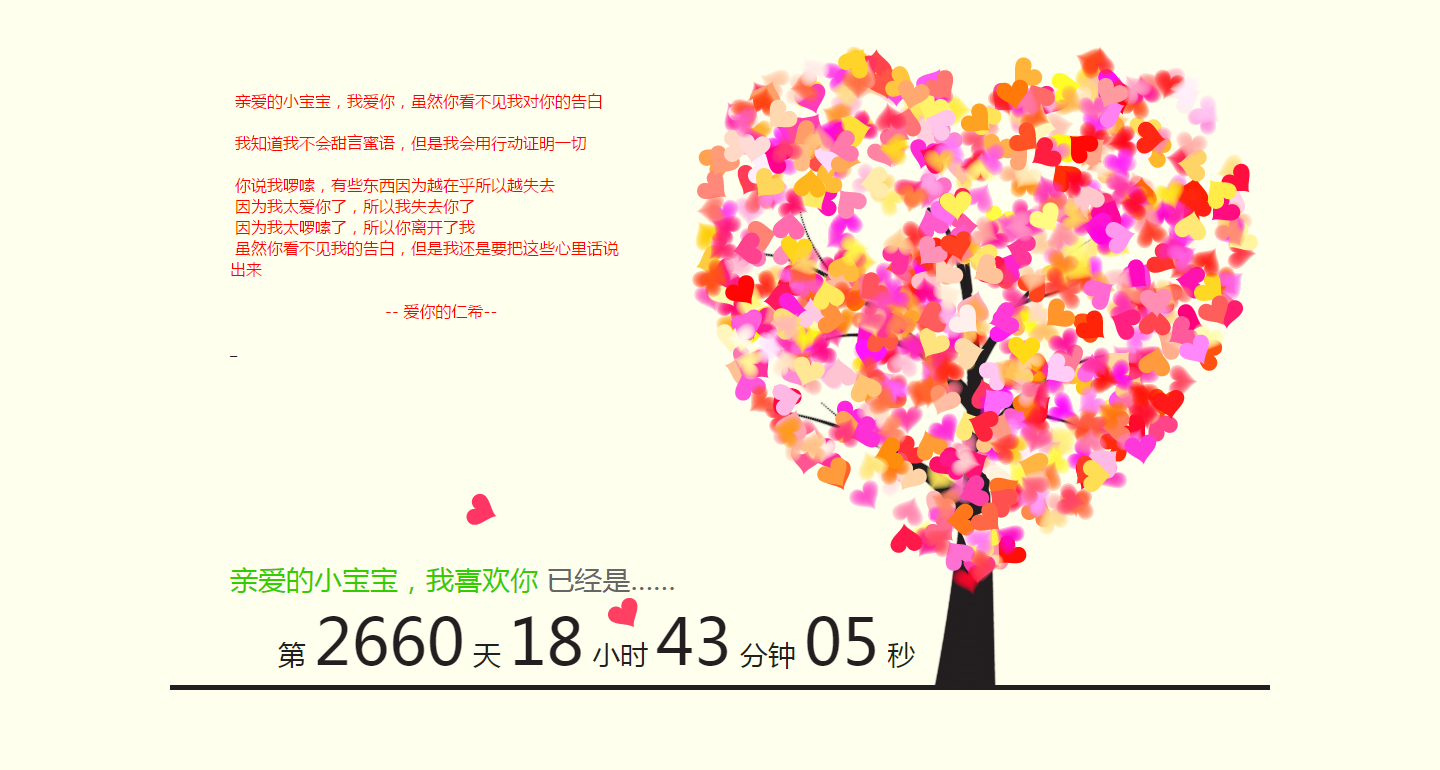 亲爱的小宝宝，我爱你，虽然你看不见我对你的告白
我知道我不会甜言蜜语，但是我会用行动证明一切
你说我啰嗦，有些东西因为越在乎所以越失去
因为我太爱你了，所以我失去你了
因为我太啰嗦了，所以你离开了我
虽然你看不见我的告白，但是我还是要把这些心里话说
出来
-- 爱你的仁希--
_
亲爱的小宝宝，我喜欢你 已经是……
第 2660 天 18 小时 43 分钟 05 秒